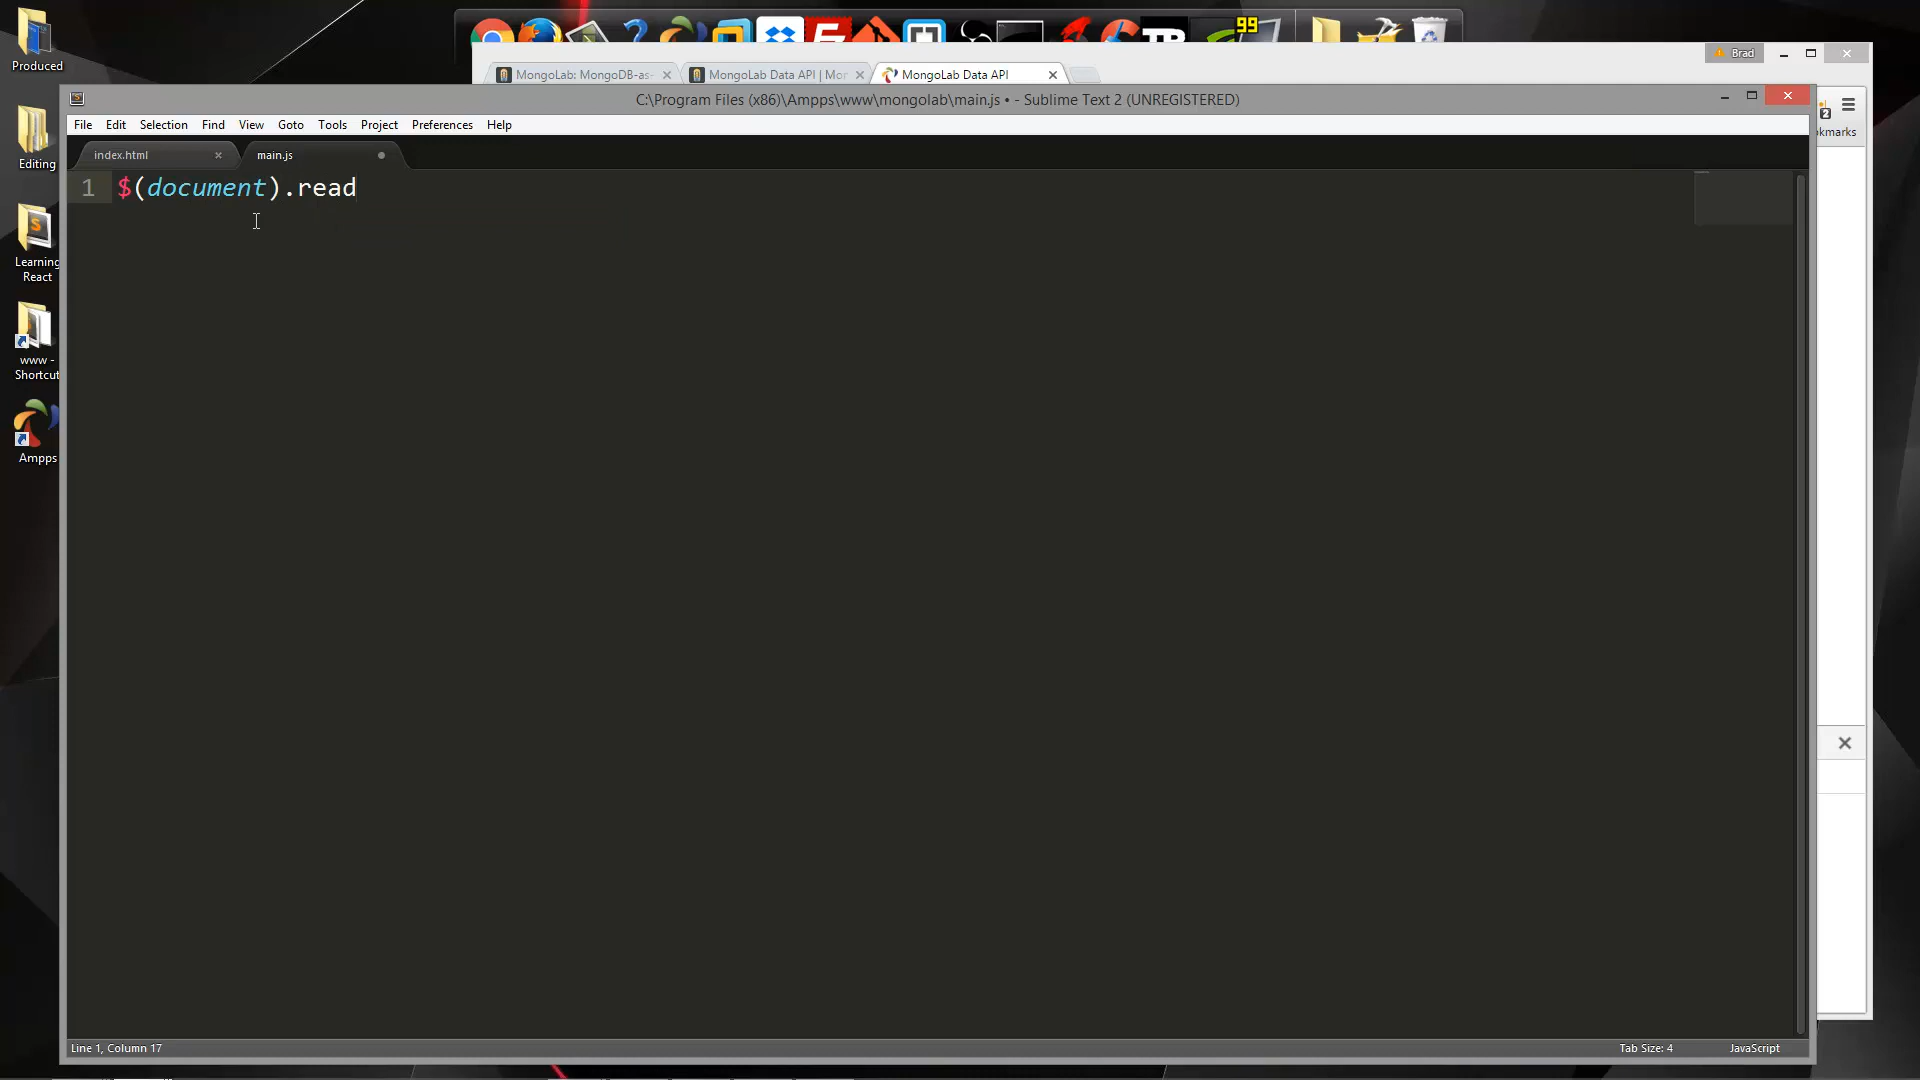 Produced
99
Brad
MongoLab: MongoDB-as-
MongoLab Data API | Mor
MongoLab Data API
C:\Program Files (x86)\Ampps\www\mongolab\main.js • - Sublime Text 2 (UNREGISTERED)
File Edit Selection Find View Goto Tools Project Preferences Help
2
kmarks
index.html
main.js
1 $(document).read
Editing
Learning
React
www -
Shortcut
Ampps
Line 1, Column 17
Tab Size: 4
JavaScript